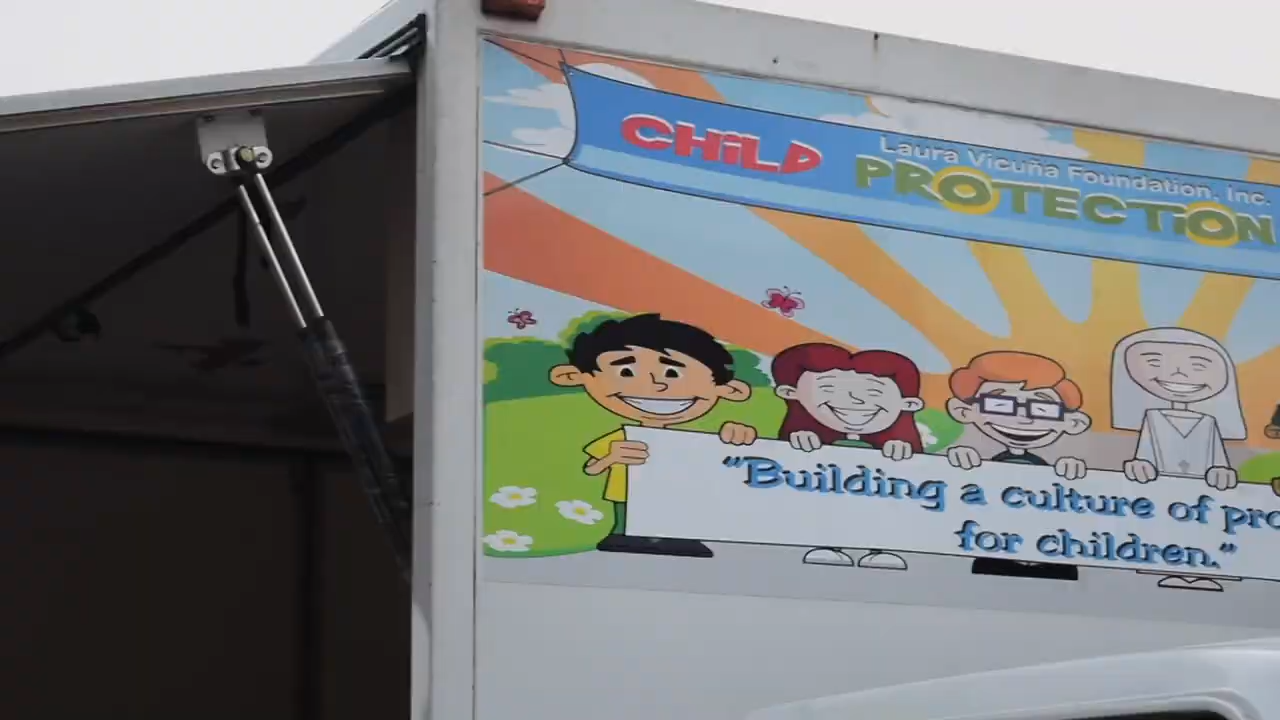 Laura Vicuña Foundation, Inc.
CHiLD PROTECTiON
“Building a culture of
for children.”